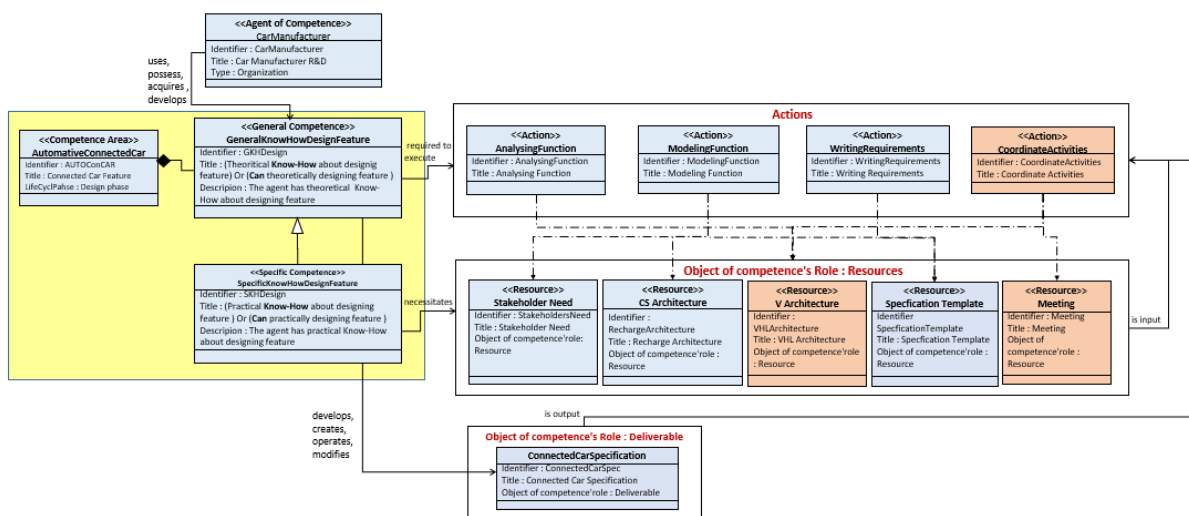 <<Agent of Competence>>
CarManufacturer
Identifier : CarManufacturer
Title : Car Manufacturer R&D
Type : Organization
uses,
possess,
acquires ,
develops
<<Competence Area>>
AutomativeConnectedCar
Identifier : AUTOConCAR
Title : Connected Car Feature
LifeCyclPahse : Design phase
<<General Competence>>
GeneralKnowHowDesignFeature
Identifier : GKHDesign
Title : (Theoritical Know-How about designig
feature) Or (Can theoretically designing feature )
Descripion : The agent has theoretical Know-
How about designing feature
<<Specific Competence>>
SpecificKnowHowDesignFeature
Identifier : SKHDesign
Title : (Practical Know-How about designing
feature ) Or (Can practically designing feature )
Descripion : The agent has practical Know-How
about designing feature
required to
execute
necessitates
Actions
<<Action>>
AnalysingFunction
Identifier : AnalysingFunction
Title : Analysing Function
<<Action>>
ModelingFunction
Identifier : ModelingFunction
Title : Modeling Function
<<Action>>
WritingRequirements
Identifier : WritingRequirements
Title : Writing Requirements
<<Action>>
CoordinateActivities
Identifier : CoordinateActivities
Title : Coordinate Activities
Object of competence's Role : Resources
<<Resource>>
Stakeholder Need
Identifier : StakeholdersNeed
Title : Stakeholder Need
Object of competence'role:
Resource
<<Resource>>
CS Architecture
Identifier :
RechargeArchitecture
Title : Recharge Architecture
Object of competence'role :
Resource
<<Resource>>
V Architecture
Identifier :
VHLArchitecture
Title : VHL Architecture
Object of competence'role
: Resource
<<Resource>>
Specfication Template
Identifier
SpecficationTemplate
Title : Specfication Template
Object of competence'role :
Resource
<<Resource>>
Meeting
Identifier : Meeting
Title : Meeting
Object of
competence'role :
Resource
is input
is output
develops,
creates,
operates,
modifies
Object of competence's Role : Deliverable
ConnectedCarSpecification
Identifier : ConnectedCarSpec
Title : Connected Car Specification
Object of competence'role : Deliverable